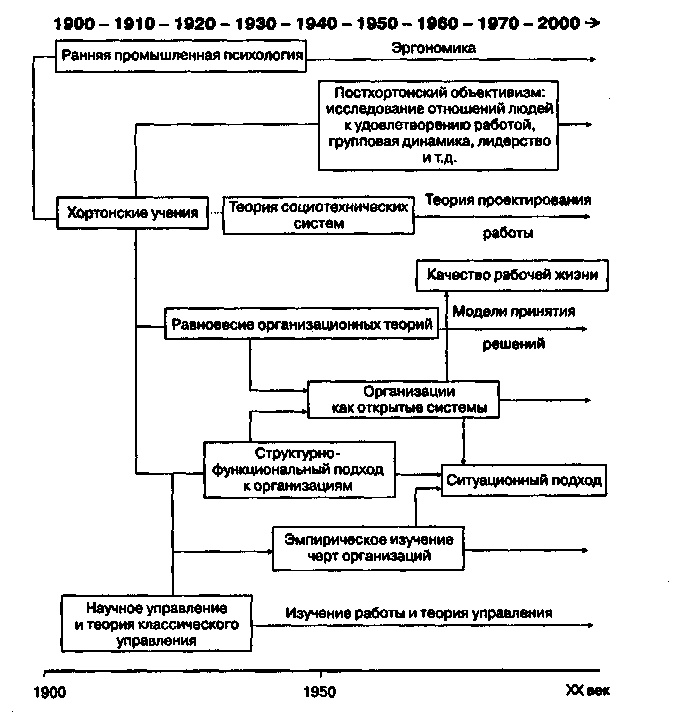 1900 – 1910 – 1920 – 1930 – 1940 – 1950 – 1960 – 1970 – 2000 →
Ранняя промышленная психология
Эргономика
Постхортонский объективизм:
исследование отношений людей
к удовлетворению работой,
групповая динамика, лидерство
и т.д.
Хортонские учения
Теория социотехнических
систем
Теория проектирования
работы
Качество рабочей жизни
Равновесие организационных теорий
Модели принятия
решений
Организации
как открытые системы
Структурно-
функциональный подход
к организациям
Ситуационный подход
Эмпирическое изучение
черт организаций
Научное управление
и теория классического
управления
Изучение работы и теория управления
1900
1950
XX век